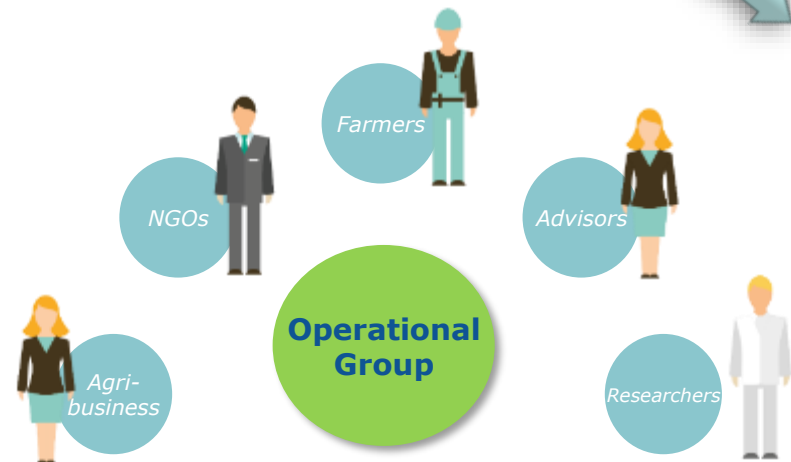 Farmers
NGOs
Advisors
Operational
Group
Agri-
business
Researchers